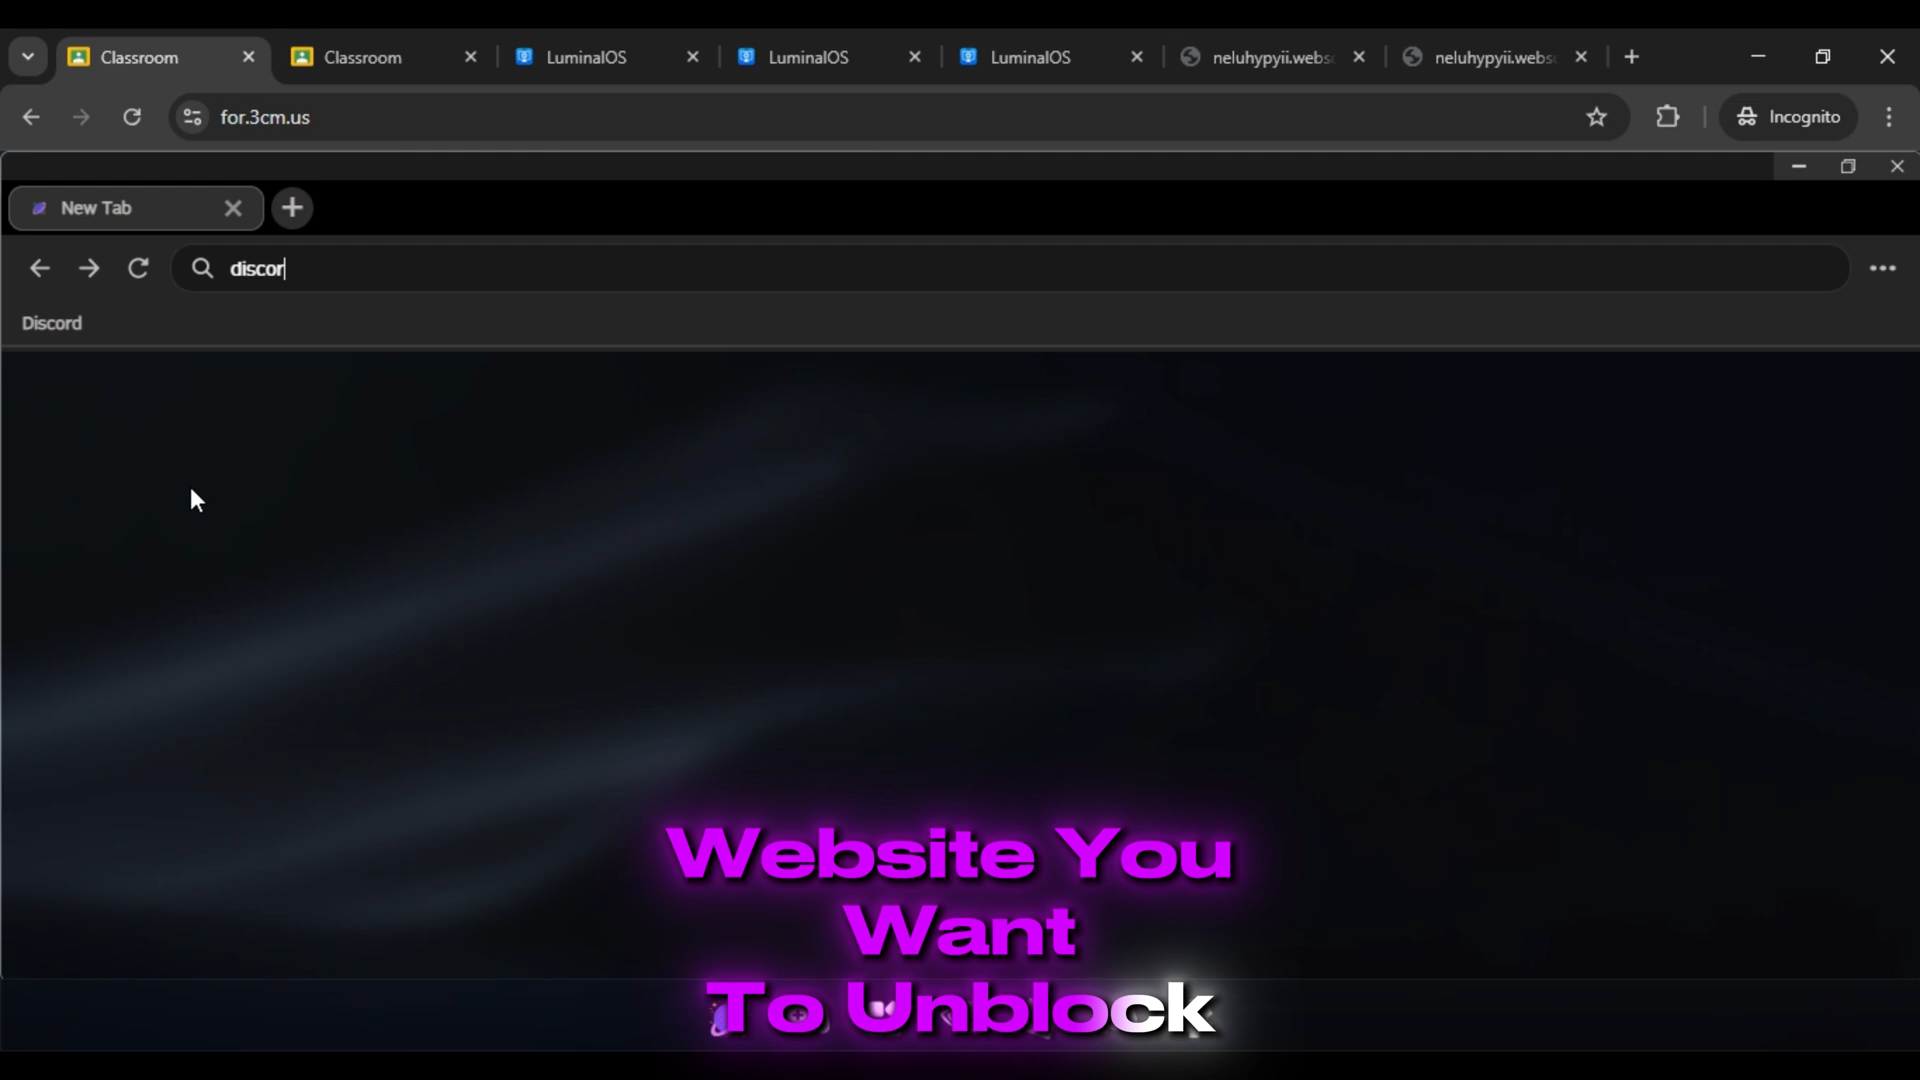 Classroom
Classroom
LuminalOS
LuminalOS
LuminalOS
neluhypyii.webs
neluhypyii.webs
for.3cm.us
Incognito
New Tab
discor
Discord
Website You
Want
To Unblock